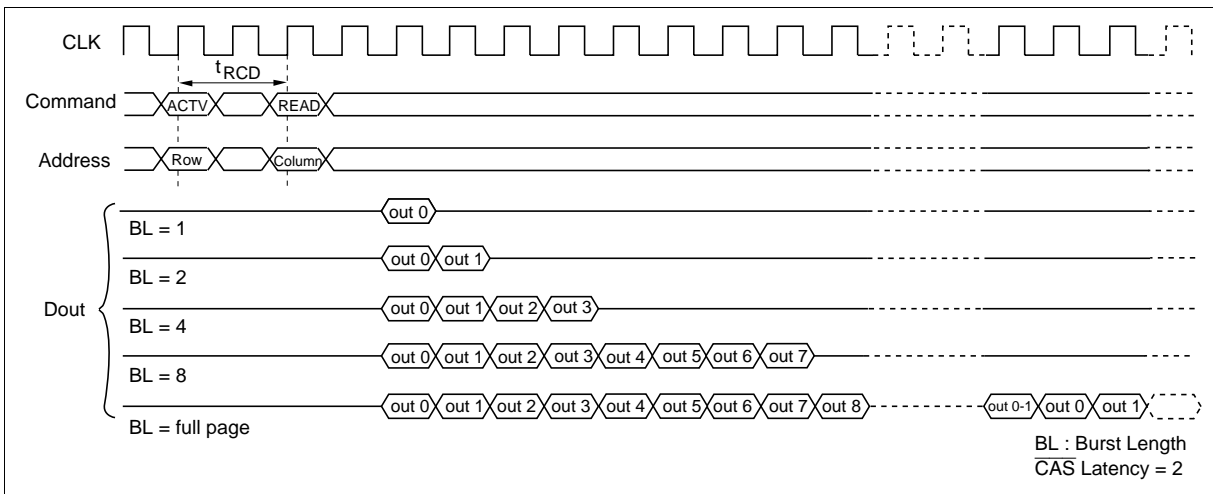 CLK
tRCD
Command ACTV READ
Address Row Column
out 0
BL = 1
out 0 out 1
BL = 2
Dout
out 0 out 1 out 2 out 3
BL = 4
out 0 out 1 out 2 out 3 out 4 out 5 out 6 out 7
BL = 8
out 0 out 1 out 2 out 3 out 4 out 5 out 6 out 7 out 8 out 0-1 out 0 out 1
BL = full page
BL : Burst Length
CAS Latency = 2